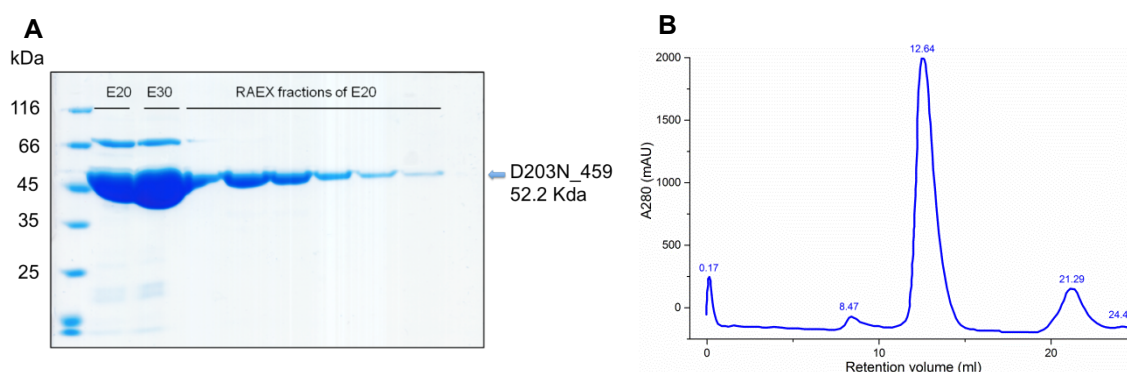 A
kDa
E20 E30 RAEX fractions of E20
116
66
45
35
25
D203N_459
52.2 Kda
B
2000
1500
1000
500
0
A280 (mAU)
0.17
8.47
12.64
21.29
24.4
0 10 20
Retention volume (ml)